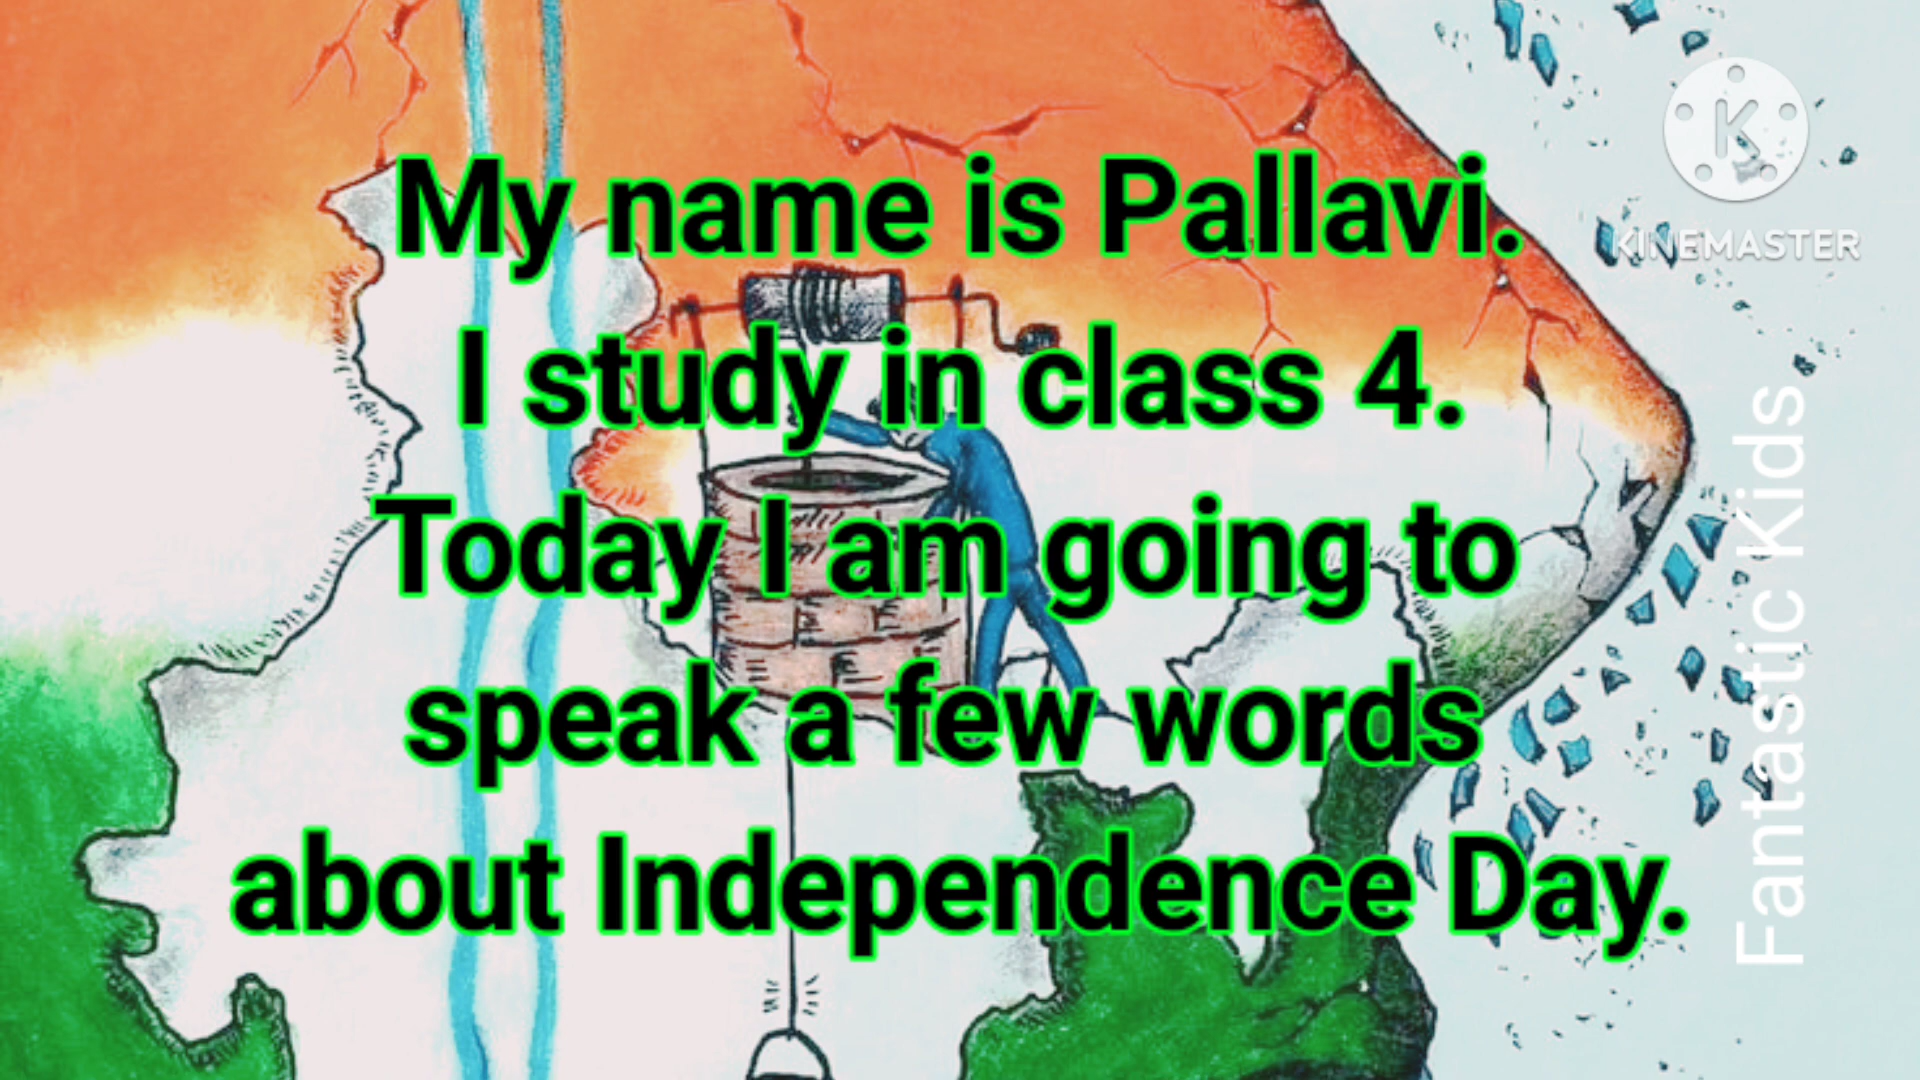 My name is Pallavi.
I study in class 4.
Today I am going to
speak a few words
about Independence Day.
K
KINEMASTER
Fantastic Kids